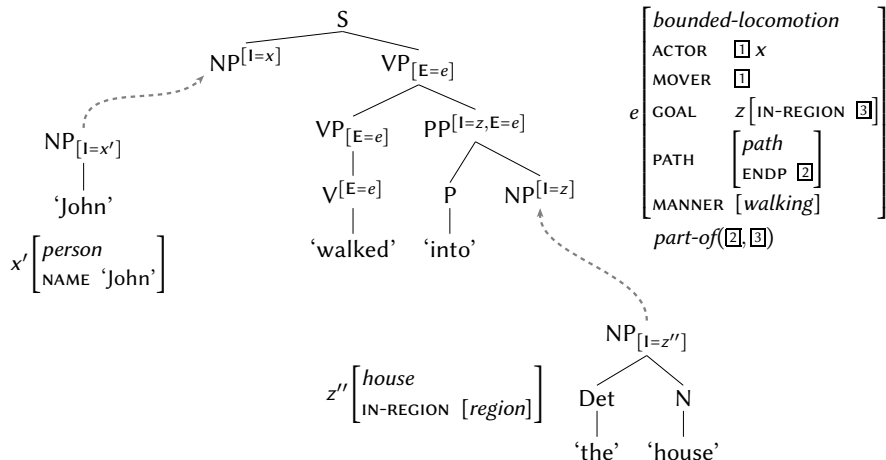 S
NP[I=x] VP[E=e]
VP[E=e] PP[I=z,E=e]
V[E=e] P NP[I=z]
'walked' 'into'
NP[I=x′]
'John'
x′ [person
NAME 'John']
e [bounded-locomotion
ACTOR 1 x
MOVER 1
GOAL z [IN-REGION 3]
PATH [path
ENDP 2]
MANNER [walking]]
part-of(2, 3)
NP[I=z′′]
Det N
'the' 'house'
z′′ [house
IN-REGION [region]]